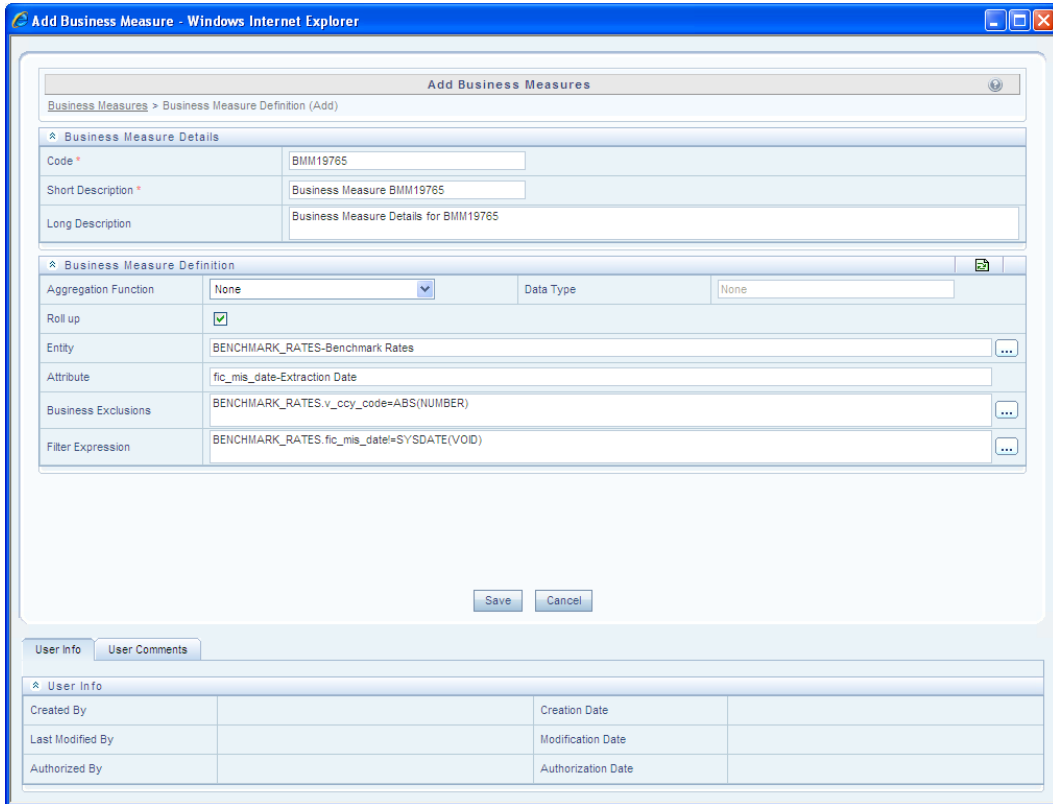 Add Business Measure - Windows Internet Explorer
Add Business Measures
Business Measures > Business Measure Definition (Add)
Business Measure Details
Code * BMM19765
Short Description * Business Measure BMM19765
Long Description Business Measure Details for BMM19765
Business Measure Definition
Aggregation Function None Data Type None
Roll up
Entity BENCHMARK_RATES-Benchmark Rates ...
Attribute fic_mis_date-Extraction Date
Business Exclusions BENCHMARK_RATES.v_ccy_code=ABS(NUMBER) ...
Filter Expression BENCHMARK_RATES.fic_mis_date!=SYSDATE(VOID) ...
Save Cancel
User Info User Comments
User Info
Created By Creation Date
Last Modified By Modification Date
Authorized By Authorization Date